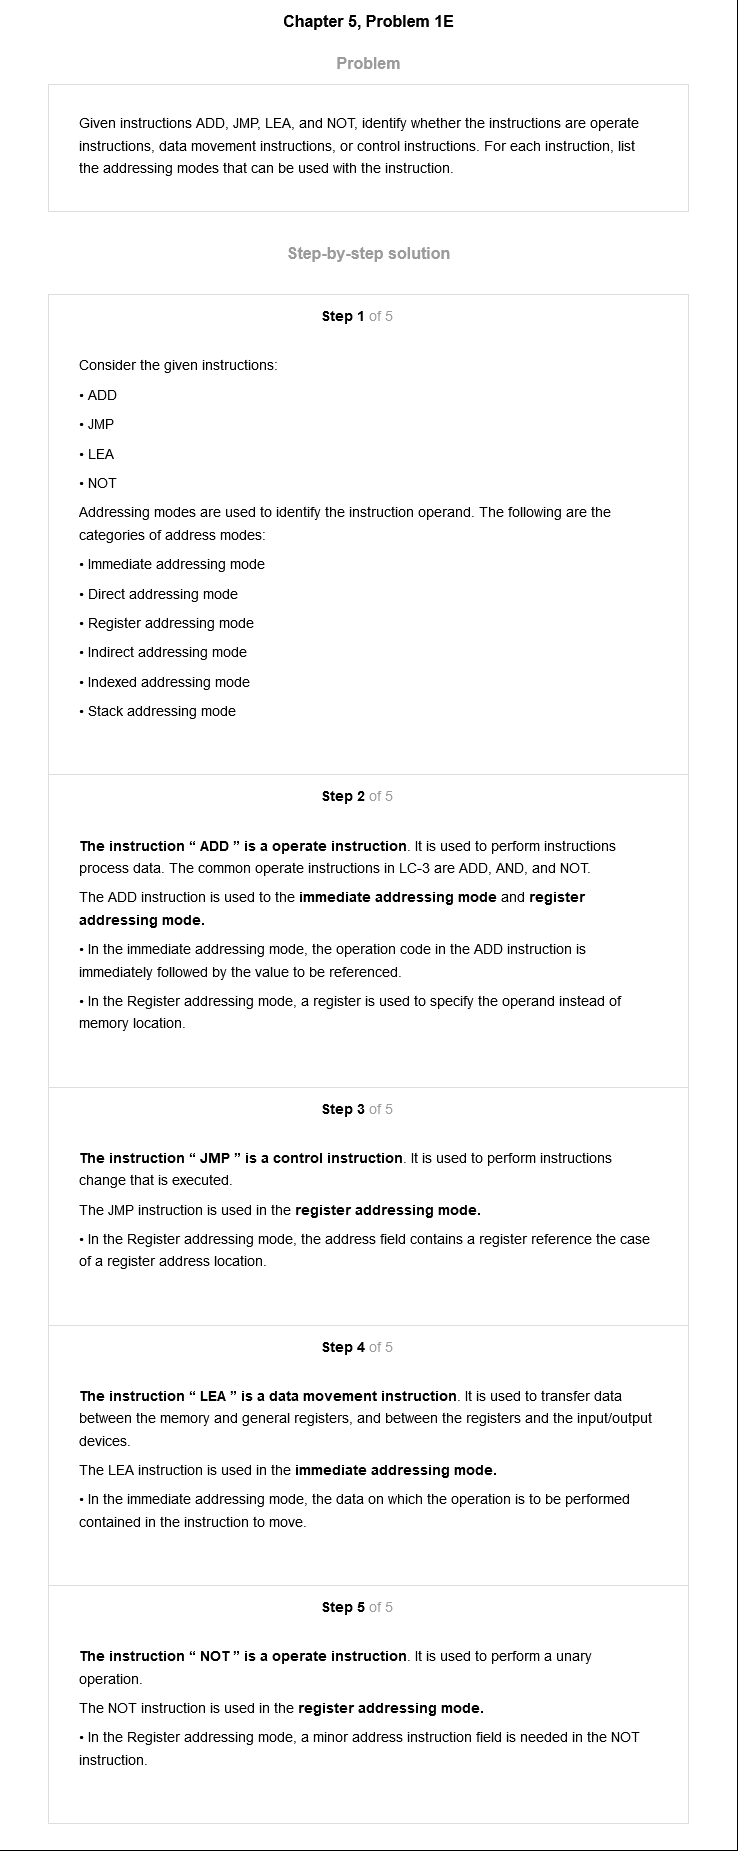 Chapter 5, Problem 1E
Problem
Given instructions ADD, JMP, LEA, and NOT, identify whether the instructions are operate
instructions, data movement instructions, or control instructions. For each instruction, list
the addressing modes that can be used with the instruction.
Step-by-step solution
Step 1 of 5
Consider the given instructions:
• ADD
• JMP
• LEA
• NOT
Addressing modes are used to identify the instruction operand. The following are the
categories of address modes:
• Immediate addressing mode
• Direct addressing mode
• Register addressing mode
• Indirect addressing mode
• Indexed addressing mode
• Stack addressing mode
Step 2 of 5
The instruction “ ADD ” is a operate instruction. It is used to perform instructions
process data. The common operate instructions in LC-3 are ADD, AND, and NOT.
The ADD instruction is used to the immediate addressing mode and register
addressing mode.
• In the immediate addressing mode, the operation code in the ADD instruction is
immediately followed by the value to be referenced.
• In the Register addressing mode, a register is used to specify the operand instead of
memory location.
Step 3 of 5
The instruction “ JMP ” is a control instruction. It is used to perform instructions
change that is executed.
The JMP instruction is used in the register addressing mode.
• In the Register addressing mode, the address field contains a register reference the case
of a register address location.
Step 4 of 5
The instruction “ LEA ” is a data movement instruction. It is used to transfer data
between the memory and general registers, and between the registers and the input/output
devices.
The LEA instruction is used in the immediate addressing mode.
• In the immediate addressing mode, the data on which the operation is to be performed
contained in the instruction to move.
Step 5 of 5
The instruction “ NOT ” is a operate instruction. It is used to perform a unary
operation.
The NOT instruction is used in the register addressing mode.
• In the Register addressing mode, a minor address instruction field is needed in the NOT
instruction.